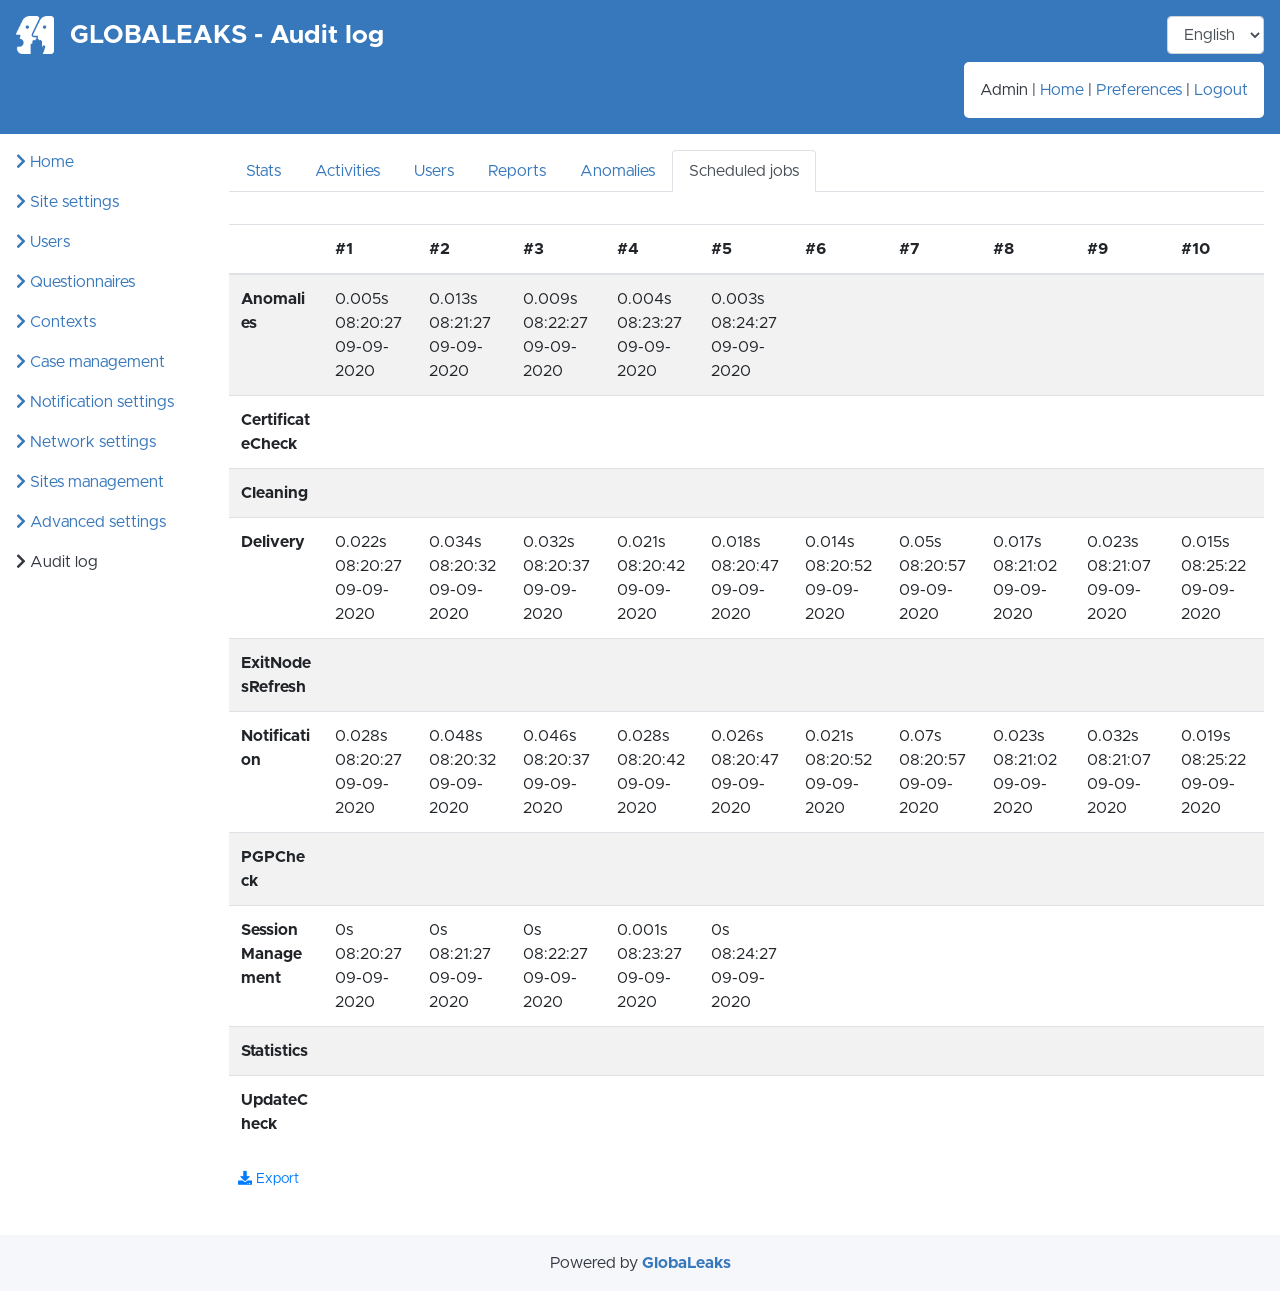 GLOBALEAKS - Audit log
English
Admin | Home | Preferences | Logout
Home
Site settings
Users
Questionnaires
Contexts
Case management
Notification settings
Network settings
Sites management
Advanced settings
Audit log
Stats Activities Users Reports Anomalies Scheduled jobs
#1 #2 #3 #4 #5 #6 #7 #8 #9 #10
Anomali 0.005s 0.013s 0.009s 0.004s 0.003s
es 08:20:27 08:21:27 08:22:27 08:23:27 08:24:27
09-09- 09-09- 09-09- 09-09- 09-09-
2020 2020 2020 2020 2020
Certificat
eCheck
Cleaning
Delivery 0.022s 0.034s 0.032s 0.021s 0.018s 0.014s 0.05s 0.017s 0.023s 0.015s
08:20:27 08:20:32 08:20:37 08:20:42 08:20:47 08:20:52 08:20:57 08:21:02 08:21:07 08:25:22
09-09- 09-09- 09-09- 09-09- 09-09- 09-09- 09-09- 09-09- 09-09- 09-09-
2020 2020 2020 2020 2020 2020 2020 2020 2020 2020
ExitNode
sRefresh
Notificati 0.028s 0.048s 0.046s 0.028s 0.026s 0.021s 0.07s 0.023s 0.032s 0.019s
on 08:20:27 08:20:32 08:20:37 08:20:42 08:20:47 08:20:52 08:20:57 08:21:02 08:21:07 08:25:22
09-09- 09-09- 09-09- 09-09- 09-09- 09-09- 09-09- 09-09- 09-09- 09-09-
2020 2020 2020 2020 2020 2020 2020 2020 2020 2020
PGPChe
ck
Session 0s 0s 0s 0.001s 0s
Manage 08:20:27 08:21:27 08:22:27 08:23:27 08:24:27
ment 09-09- 09-09- 09-09- 09-09- 09-09-
2020 2020 2020 2020 2020
Statistics
UpdateC
heck
Export
Powered by GlobaLeaks